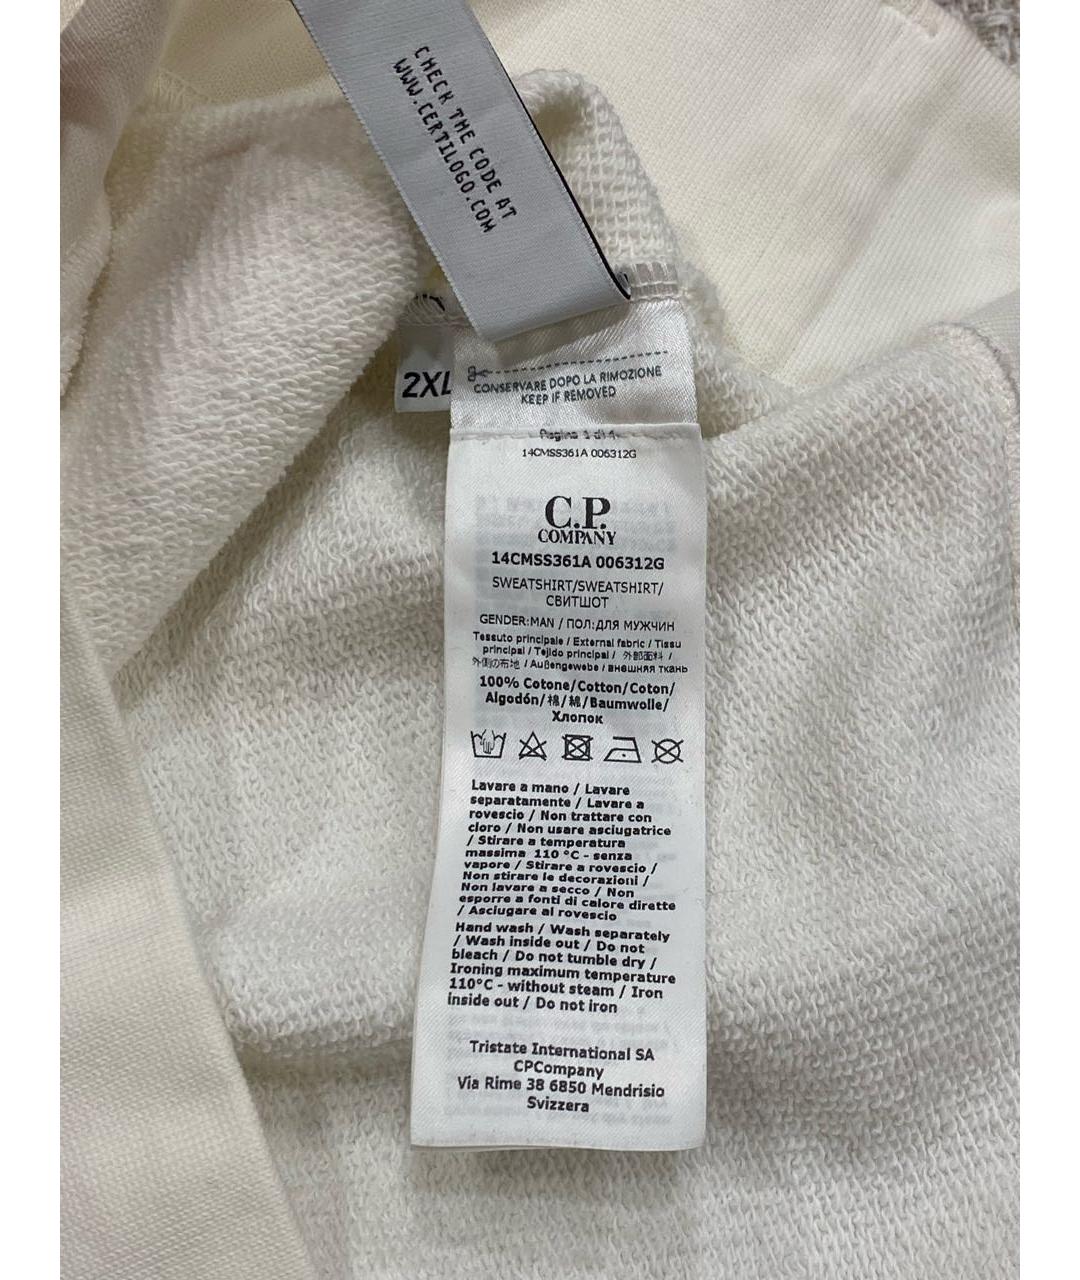 CHECK THE CODE AT
WWW.CERTILOGO.COM
2XL
CONSERVARE DOPO LA RIMOZIONE
KEEP IF REMOVED
Pagina 1 di 4
14CMSS361A 006312G
C.P.
COMPANY
14CMSS361A 006312G
SWEATSHIRT/SWEATSHIRT/
СВИТШОТ
GENDER:MAN / ПОЛ:ДЛЯ МУЖЧИН
Tessuto principale / External fabric / Tissu
principal / Tejido principal / 外部面料 /
外側の布地 / Außengewebe / внешняя ткань
100% Cotone/Cotton/Coton/
Algodón/棉/綿/Baumwolle/
Хлопок
Lavare a mano / Lavare
separatamente / Lavare a
rovescio / Non trattare con
cloro / Non usare asciugatrice
/ Stirare a temperatura
massima 110 °C - senza
vapore / Stirare a rovescio /
Non stirare le decorazioni /
Non lavare a secco / Non
esporre a fonti di calore dirette
/ Asciugare al rovescio
Hand wash / Wash separately
/ Wash inside out / Do not
bleach / Do not tumble dry /
Ironing maximum temperature
110°C - without steam / Iron
inside out / Do not iron
Tristate International SA
CPCompany
Via Rime 38 6850 Mendrisio
Svizzera